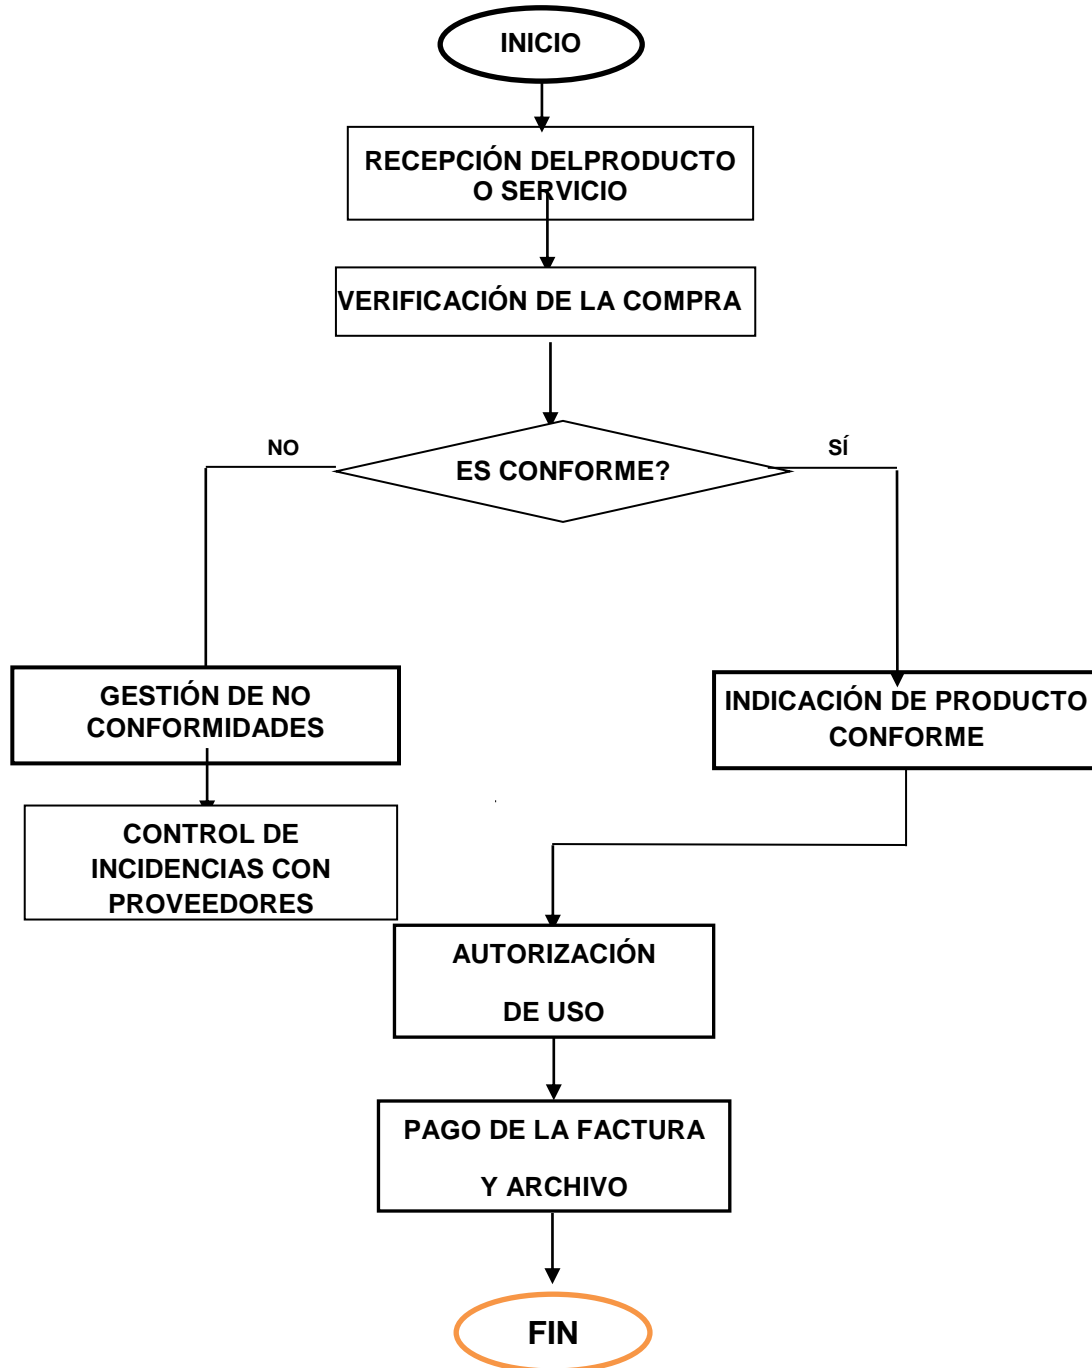 INICIO
RECEPCIÓN DELPRODUCTO
O SERVICIO
VERIFICACIÓN DE LA COMPRA
NO
SÍ
ES CONFORME?
GESTIÓN DE NO
CONFORMIDADES
INDICACIÓN DE PRODUCTO
CONFORME
CONTROL DE
INCIDENCIAS CON
PROVEEDORES
AUTORIZACIÓN
DE USO
PAGO DE LA FACTURA
Y ARCHIVO
FIN